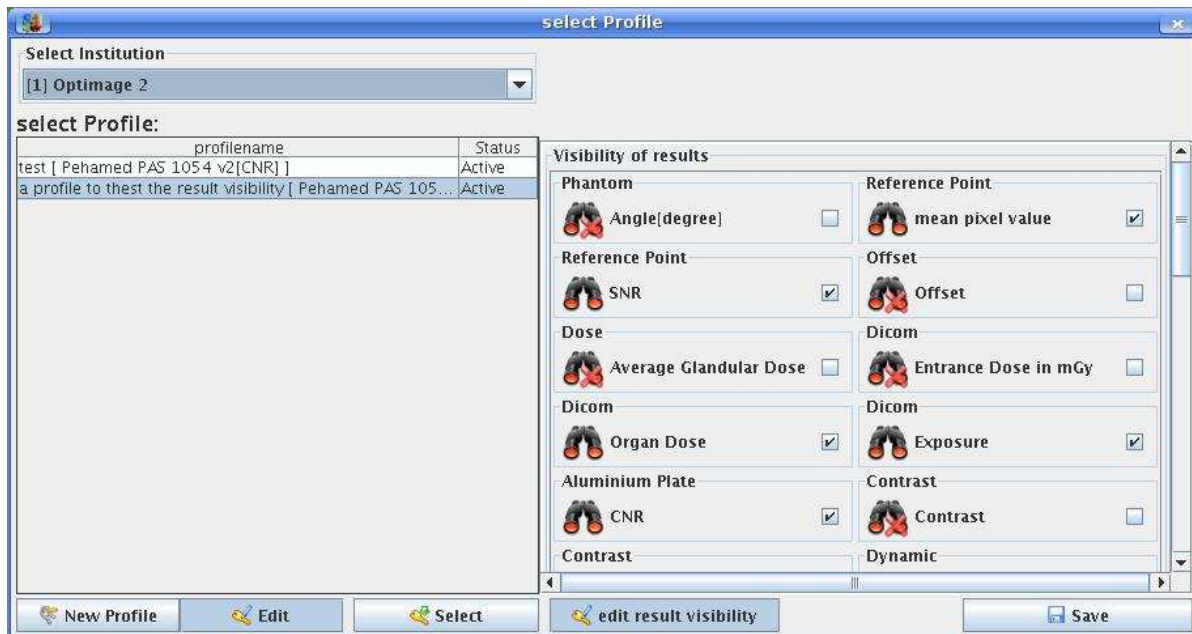 select Profile
Select Institution
[1] Optimage 2
select Profile:
profilename Status
test [ Pehamed PAS 1054 v2[CNR] ] Active
a profile to thest the result visibility [ Pehamed PAS 105... Active
Visibility of results
Phantom Reference Point
Angle[degree] mean pixel value
Reference Point Offset
SNR Offset
Dose Dicom
Average Glandular Dose Entrance Dose in mGy
Dicom Dicom
Organ Dose Exposure
Aluminium Plate Contrast
CNR Contrast
Contrast Dynamic
New Profile Edit Select edit result visibility Save